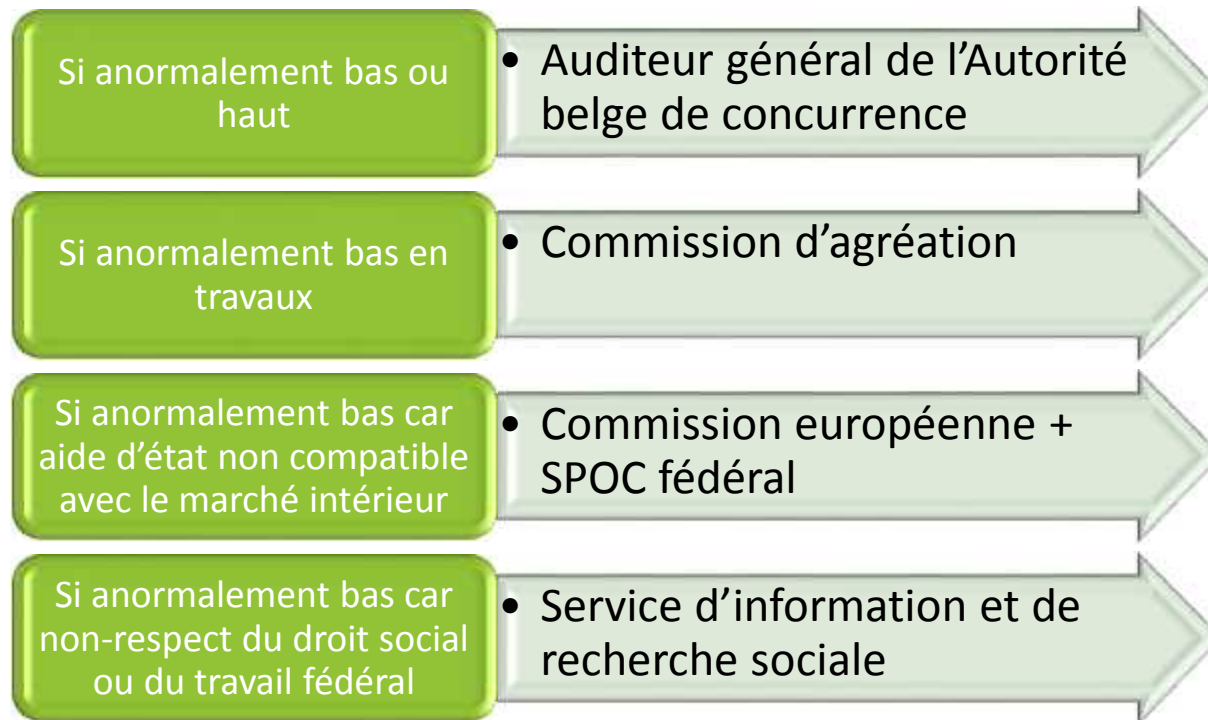 Si anormalement bas ou
haut
• Auditeur général de l’Autorité
belge de concurrence
Si anormalement bas en
travaux
• Commission d’agréation
Si anormalement bas car
aide d’état non compatible
avec le marché intérieur
• Commission européenne +
SPOC fédéral
Si anormalement bas car
non-respect du droit social
ou du travail fédéral
• Service d’information et de
recherche sociale